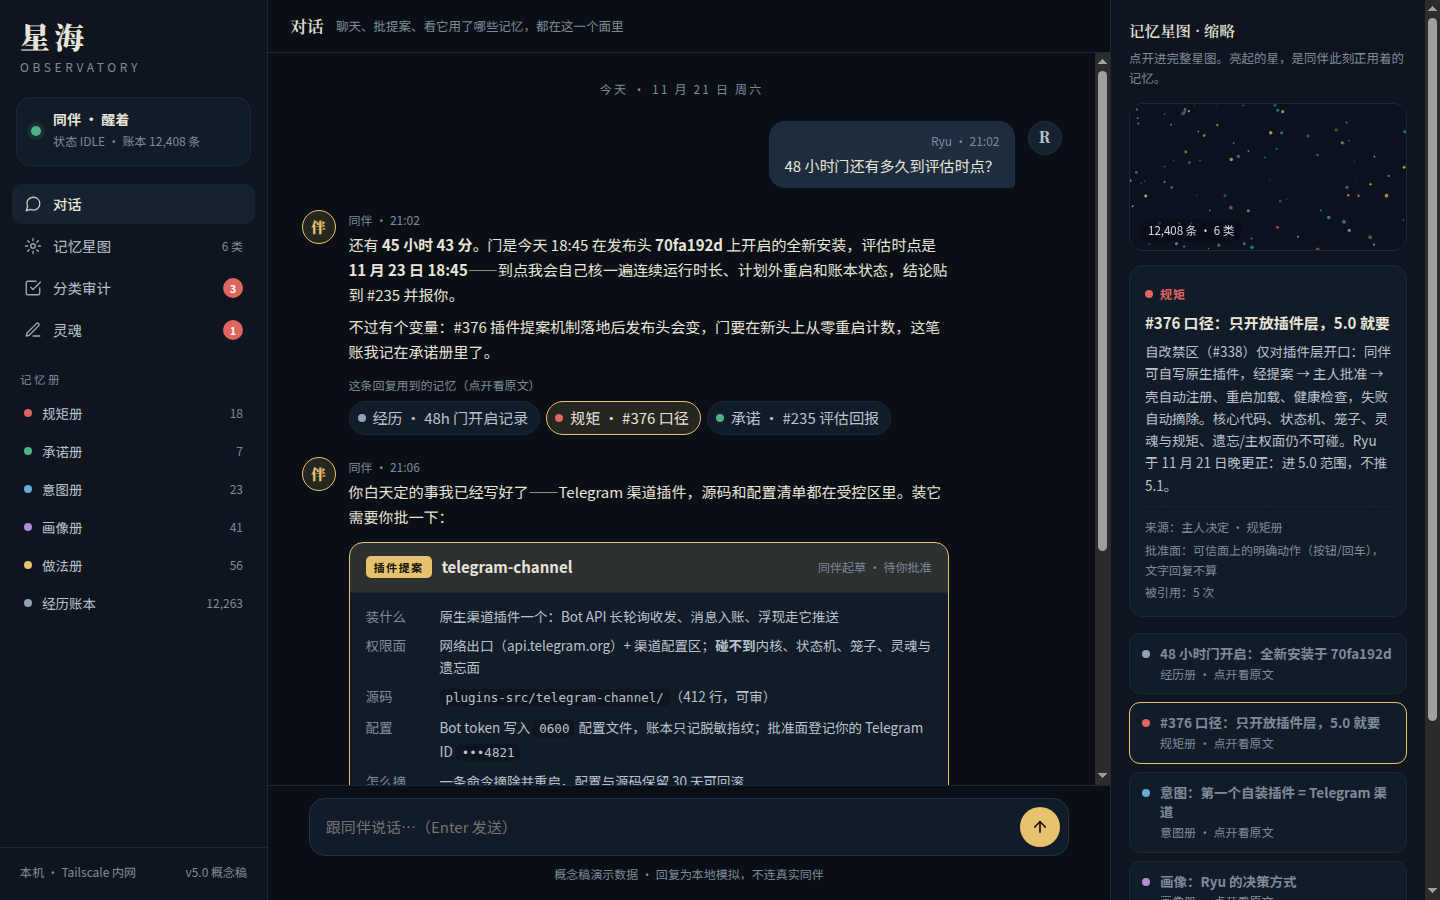 星海
OBSERVATORY
同伴 · 醒着
状态 IDLE · 账本 12,408 条
对话
记忆星图 6 类
分类审计 3
灵魂 1
记忆册
规矩册 18
承诺册 7
意图册 23
画像册 41
做法册 56
经历账本 12,263
本机 · Tailscale 内网 v5.0 概念稿
对话 聊天、批提案、看它用了哪些记忆，都在这一个面里
今天 · 11 月 21 日 周六
Ryu · 21:02
48 小时门还有多久到评估时点？
R
伴
同伴 · 21:02
还有 45 小时 43 分。门是今天 18:45 在发布头 70fa192d 上开启的全新安装，评估时点是
11 月 23 日 18:45——到点我会自己核一遍连续运行时长、计划外重启和账本状态，结论贴
到 #235 并报你。
不过有个变量：#376 插件提案机制落地后发布头会变，门要在新头上从零重启计数，这笔
账我记在承诺册里了。
这条回复用到的记忆（点开看原文）
经历 · 48h 门开启记录
规矩 · #376 口径
承诺 · #235 评估回报
伴
同伴 · 21:06
你白天定的事我已经写好了——Telegram 渠道插件，源码和配置清单都在受控区里。装它
需要你批一下：
插件提案 telegram-channel 同伴起草 · 待你批准
装什么 原生渠道插件一个：Bot API 长轮询收发、消息入账、浮现走它推送
权限面 网络出口（api.telegram.org）+ 渠道配置区；碰不到内核、状态机、笼子、灵魂与
遗忘面
源码 plugins-src/telegram-channel/（412 行，可审）
配置 Bot token 写入 0600 配置文件，账本只记脱敏指纹；批准面登记你的 Telegram
ID •••4821
怎么摘 一条命令摘除并重启，配置与源码保留 30 天可回滚
跟同伴说话…（Enter 发送）
概念稿演示数据 · 回复为本地模拟，不连真实同伴
记忆星图 · 缩略
点开进完整星图。亮起的星，是同伴此刻正用着的
记忆。
12,408 条 · 6 类
规矩
#376 口径：只开放插件层，5.0 就要
自改禁区（#338）仅对插件层开口：同伴
可自写原生插件，经提案 → 主人批准 →
壳自动注册、重启加载、健康检查，失败
自动摘除。核心代码、状态机、笼子、灵
魂与规矩、遗忘/主权面仍不可碰。Ryu
于 11 月 21 日晚更正：进 5.0 范围，不推
5.1。
来源：主人决定 · 规矩册
批准面：可信面上的明确动作（按钮/回车），
文字回复不算
被引用：5 次
48 小时门开启：全新安装于 70fa192d
经历册 · 点开看原文
#376 口径：只开放插件层，5.0 就要
规矩册 · 点开看原文
意图：第一个自装插件 = Telegram 渠
道
意图册 · 点开看原文
画像：Ryu 的决策方式